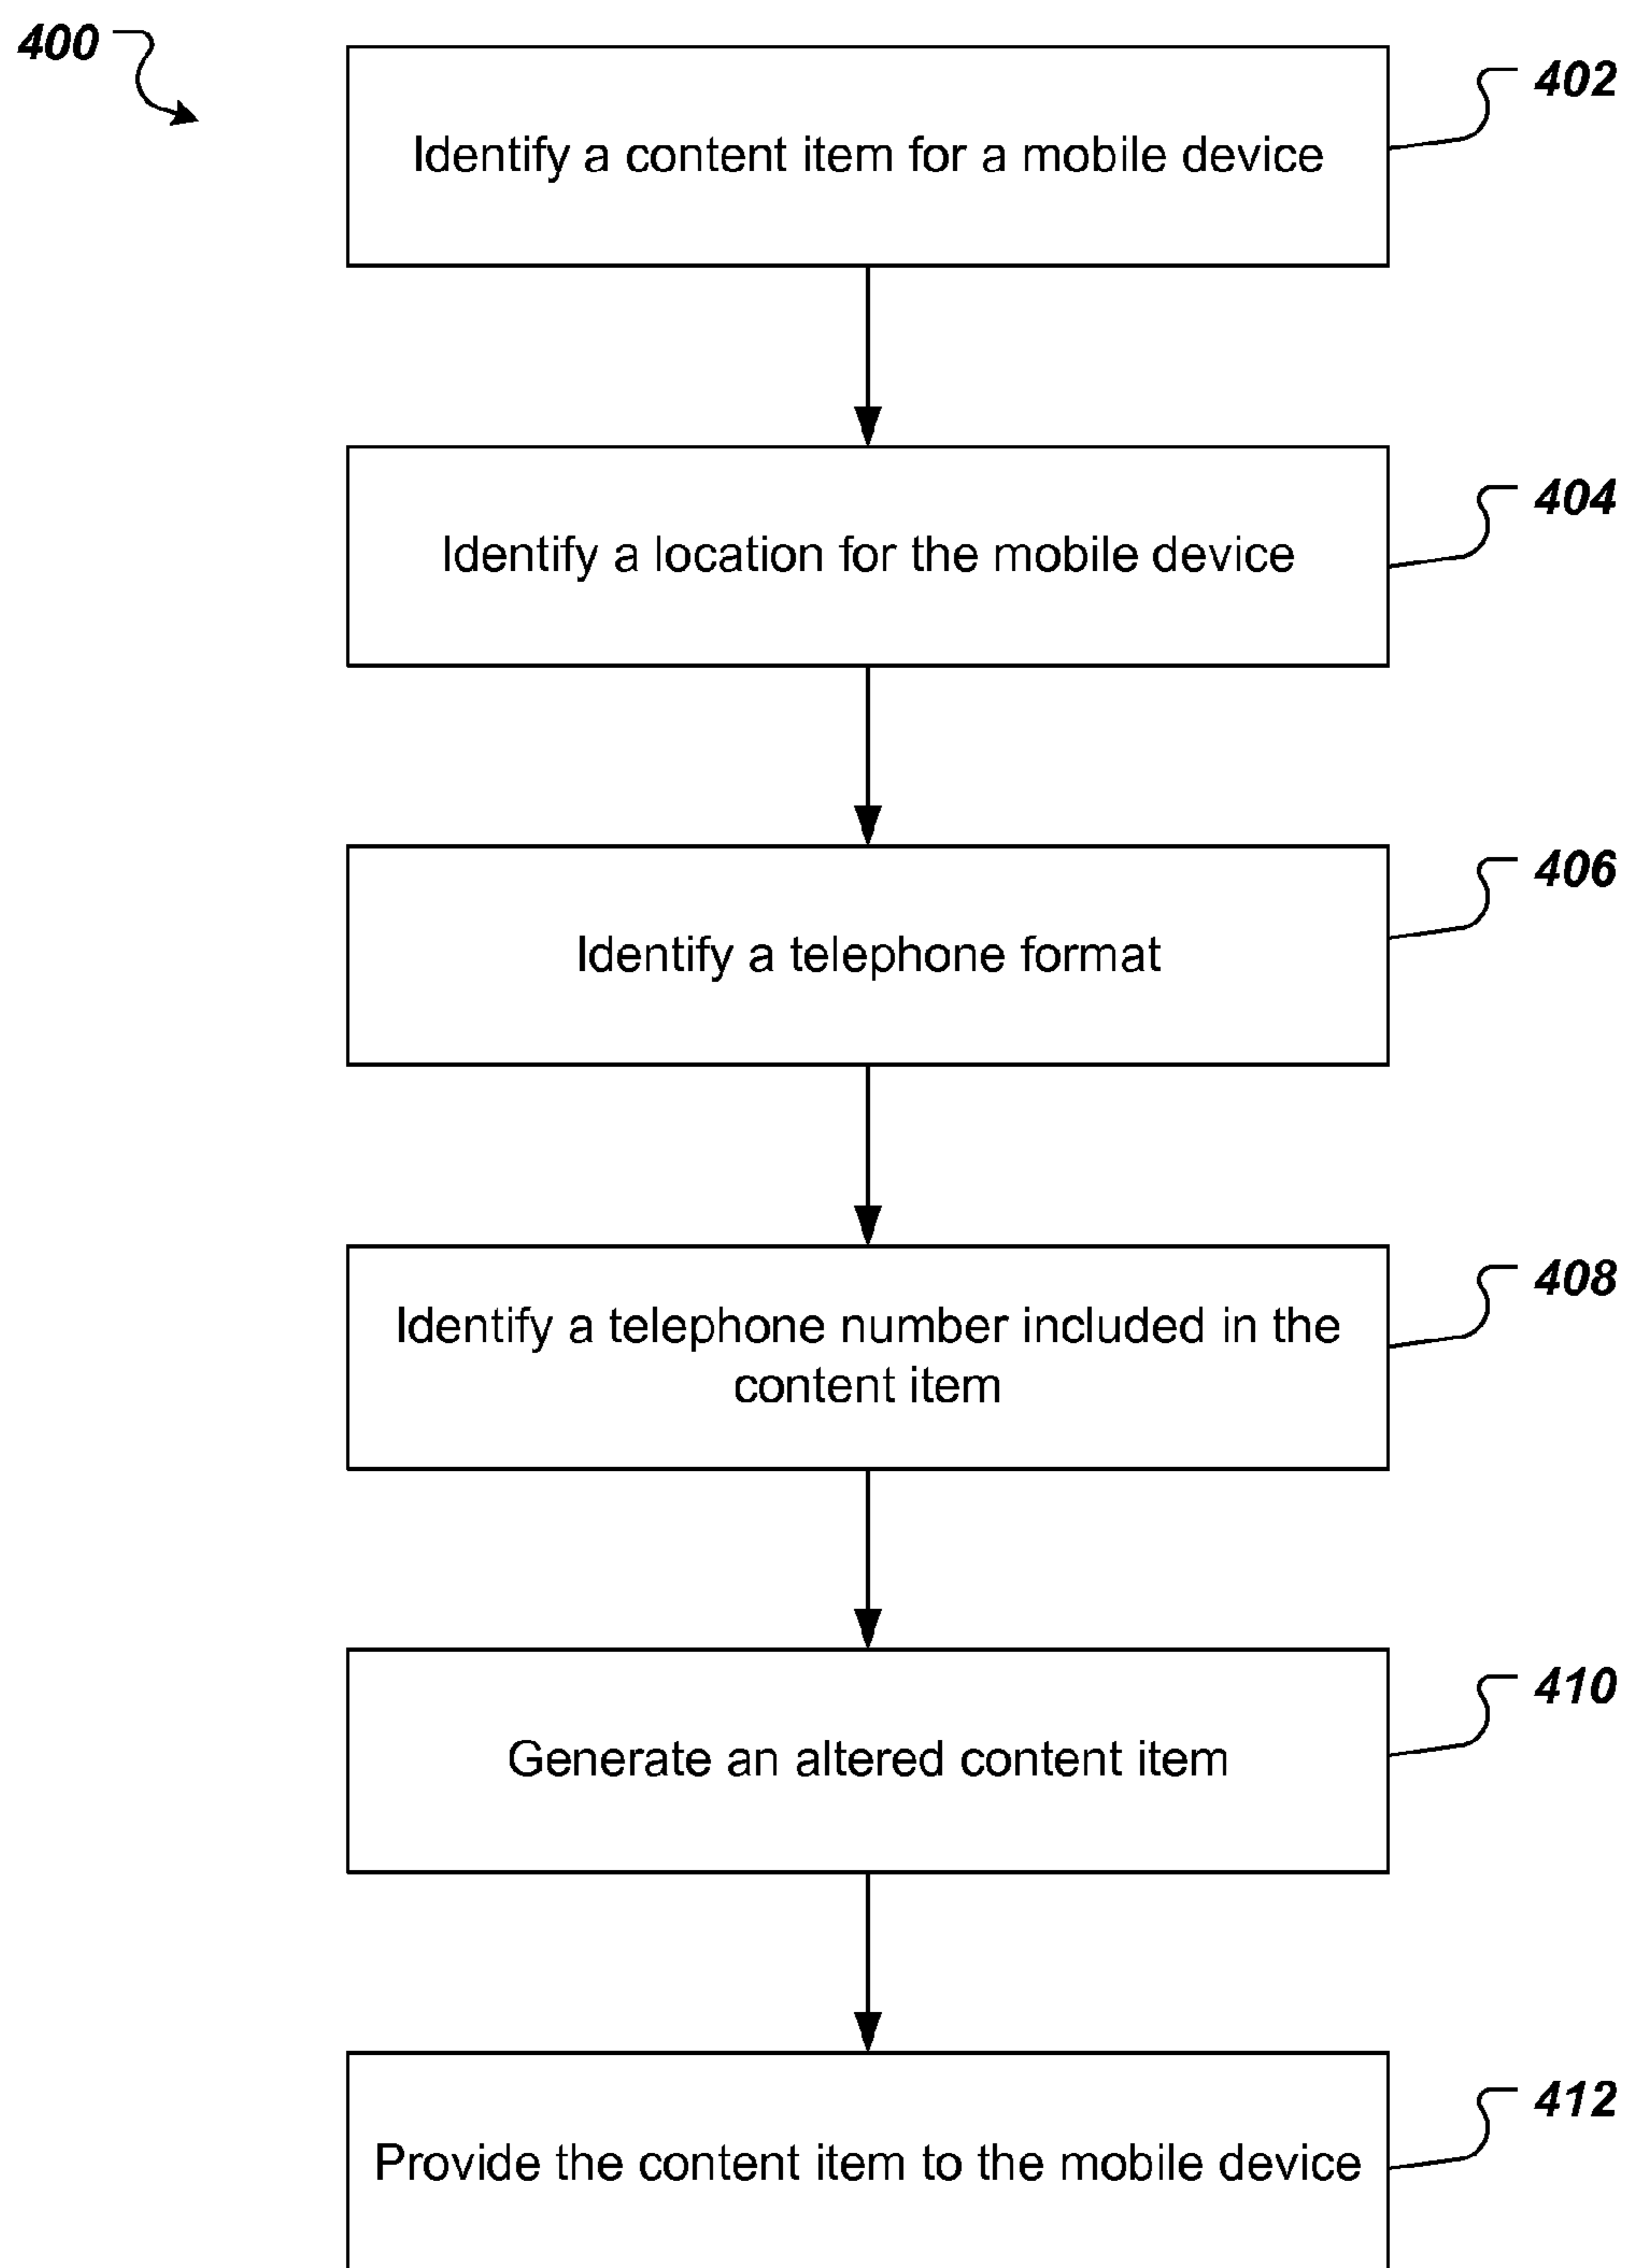 400
402
Identify a content item for a mobile device
404
Identify a location for the mobile device
406
Identify a telephone format
408
Identify a telephone number included in the
content item
410
Generate an altered content item
412
Provide the content item to the mobile device